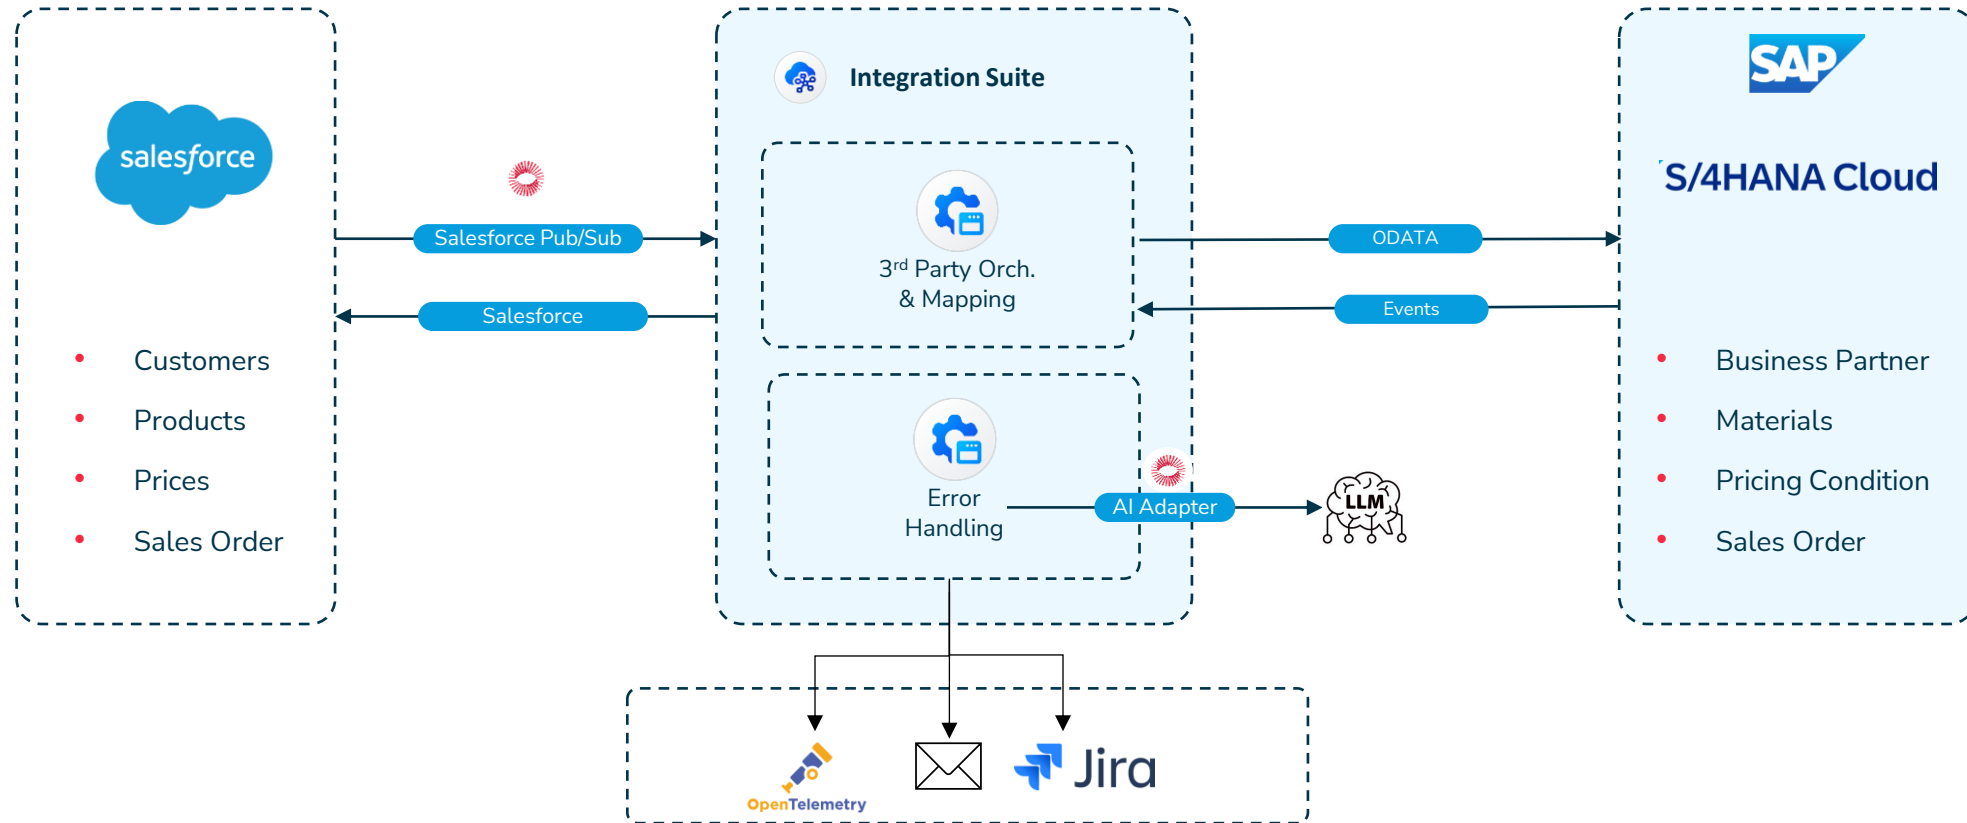 salesforce
Customers
Products
Prices
Sales Order
Salesforce Pub/Sub
Salesforce
Integration Suite
3rd Party Orch.
& Mapping
Error
Handling
AI Adapter
LLM
ODATA
Events
SAP
S/4HANA Cloud
Business Partner
Materials
Pricing Condition
Sales Order
OpenTelemetry
Jira